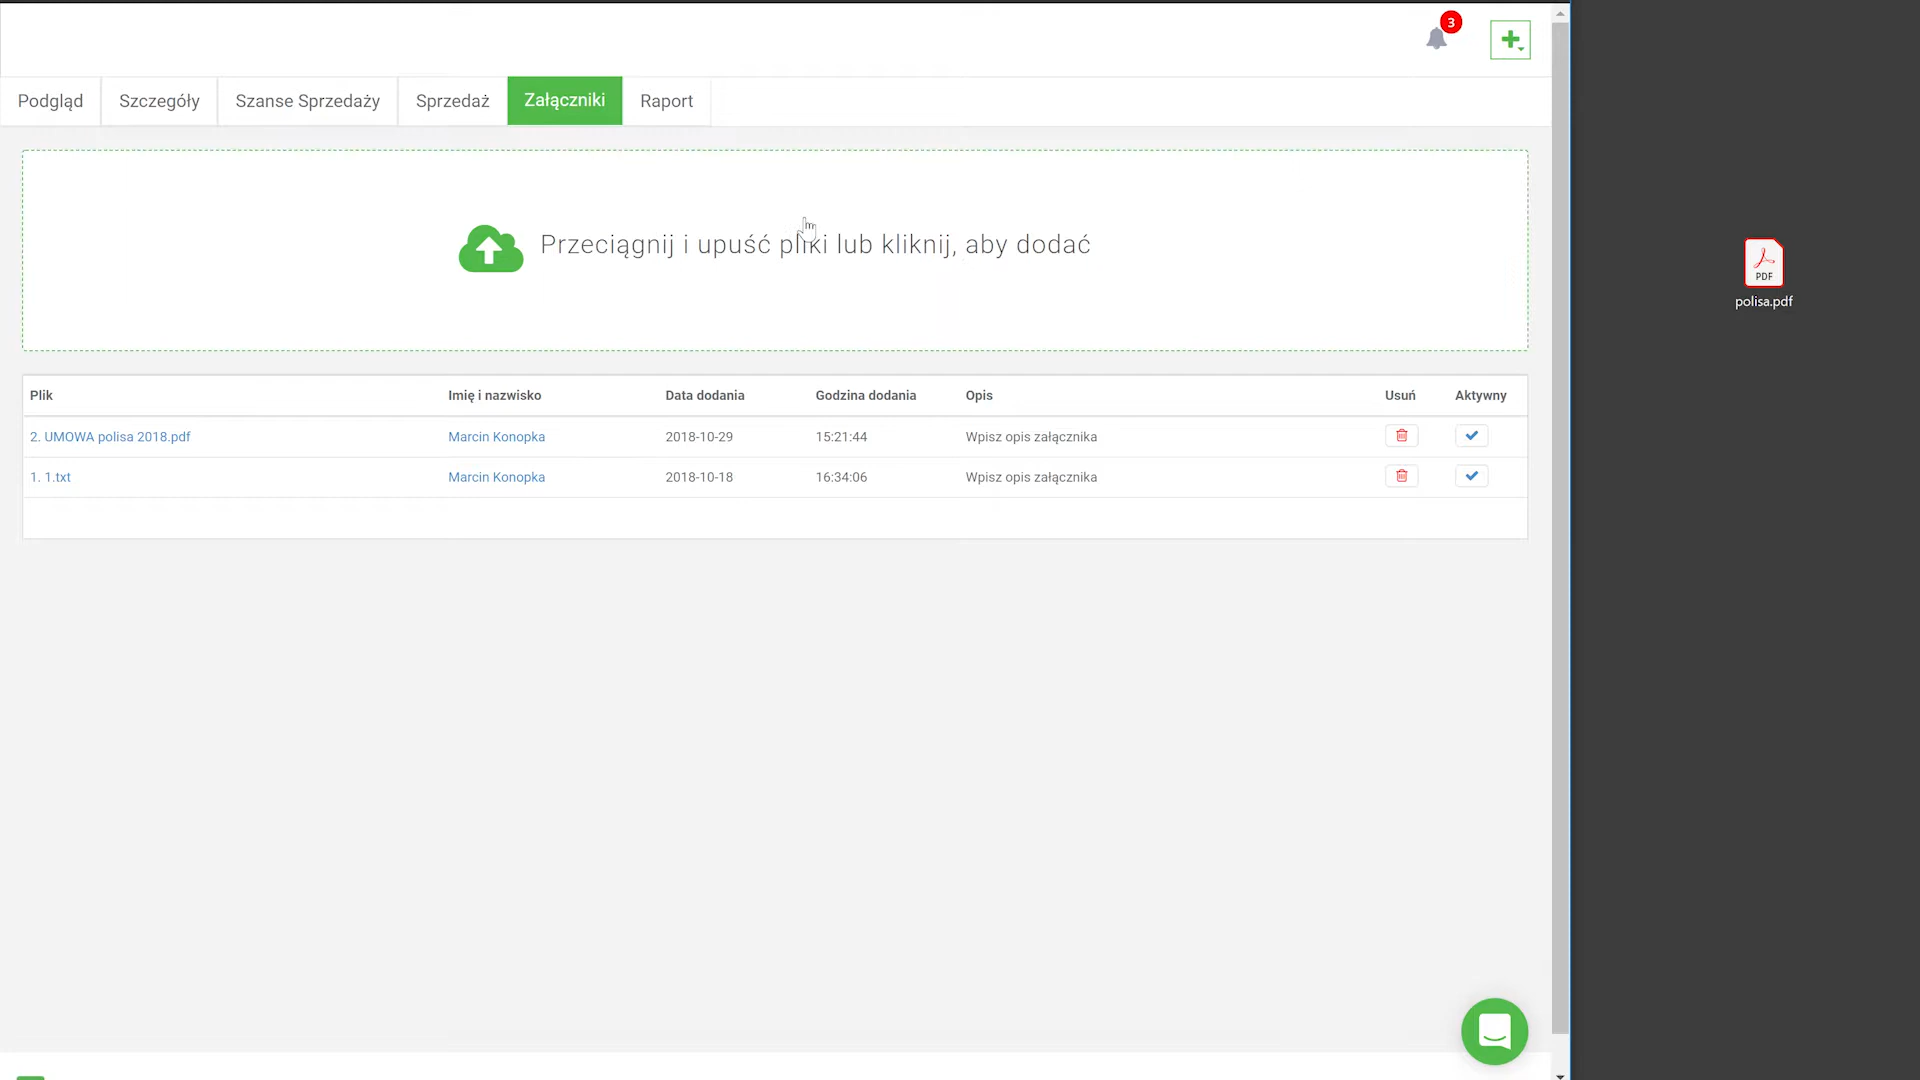 3
Podgląd Szczegóły Szanse Sprzedaży Sprzedaż Załączniki Raport
Przeciągnij i upuść pliki lub kliknij, aby dodać
PDF
polisa.pdf
Plik Imię i nazwisko Data dodania Godzina dodania Opis Usuń Aktywny
2. UMOWA polisa 2018.pdf Marcin Konopka 2018-10-29 15:21:44 Wpisz opis załącznika
1. 1.txt Marcin Konopka 2018-10-18 16:34:06 Wpisz opis załącznika